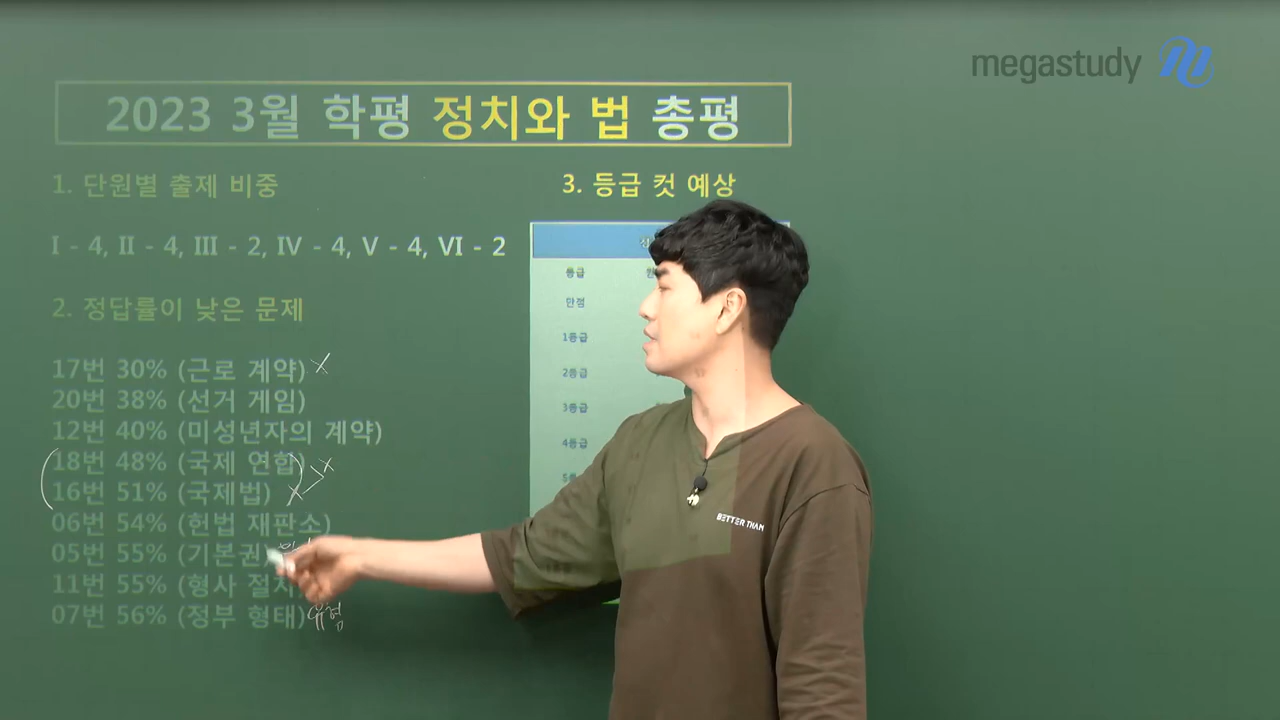 megastudy
2023 3월 학평 정치와 법 총평
1. 단원별 출제 비중
I - 4, II - 4, III - 2, IV - 4, V - 4, VI - 2
2. 정답률이 낮은 문제
17번 30% (근로 계약)
20번 38% (선거 게임)
12번 40% (미성년자의 계약)
18번 48% (국제 연합)
16번 51% (국제법)
06번 54% (헌법 재판소)
05번 55% (기본권)
11번 55% (형사 절차
07번 56% (정부 형태) 유형
3. 등급 컷 예상
등급
만점
1등급
2등급
3등급
4등급
BETTER THAN